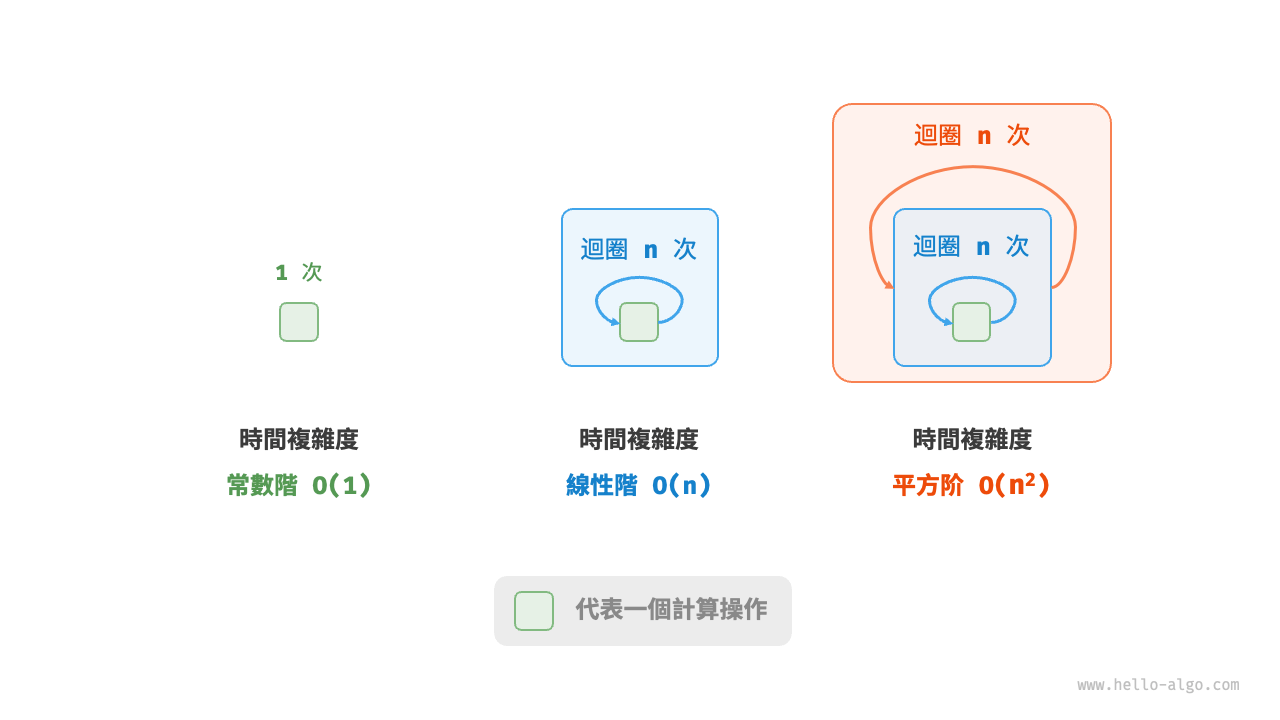 1 次
迴圈 n 次
迴圈 n 次
迴圈 n 次
時間複雜度
常數階 O(1)
時間複雜度
線性階 O(n)
時間複雜度
平方阶 O(n²)
代表一個計算操作
www.hello-algo.com